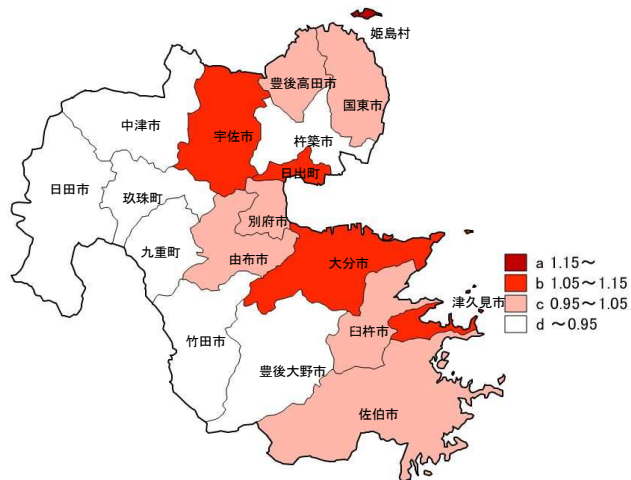 姫島村
豊後高田市
国東市
中津市
宇佐市
杵築市
日出町
日田市
玖珠町
別府市
九重町
由布市
大分市
津久見市
臼杵市
竹田市
豊後大野市
佐伯市
a 1.15～
b 1.05～1.15
c 0.95～1.05
d ～0.95